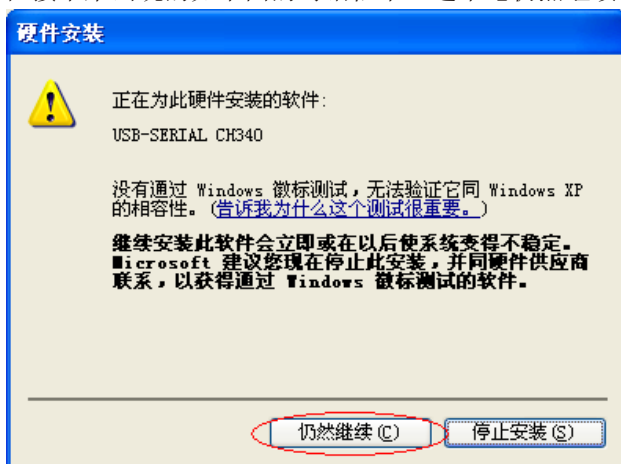 硬件安装
正在为此硬件安装的软件:
USB-SERIAL CH340
没有通过 Windows 徽标测试，无法验证它同 Windows XP
的相容性。(告诉我为什么这个测试很重要。)
继续安装此软件会立即或在以后使系统变得不稳定。
Microsoft 建议您现在停止此安装，并同硬件供应商
联系，以获得通过 Windows 徽标测试的软件。
仍然继续(C) 停止安装(S)